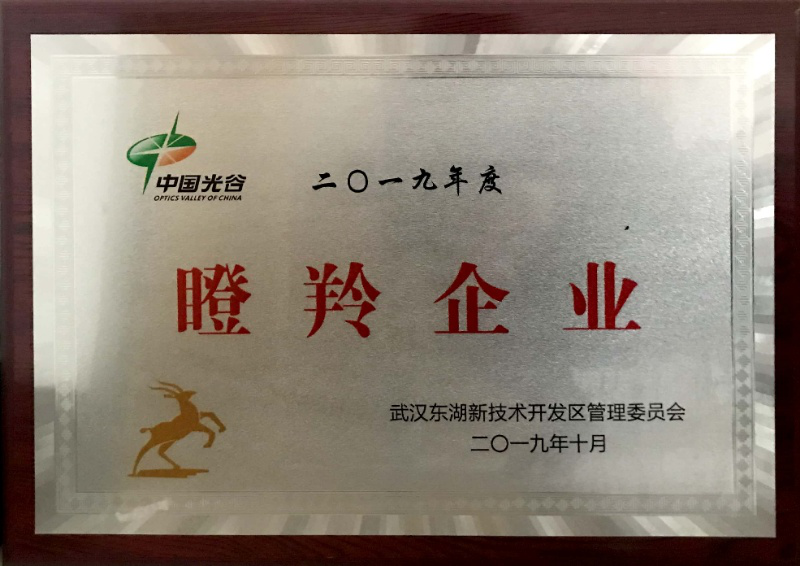 中国光谷
OPTICS VALLEY OF CHINA
二〇一九年度
瞪羚企业
武汉东湖新技术开发区管理委员会
二〇一九年十月